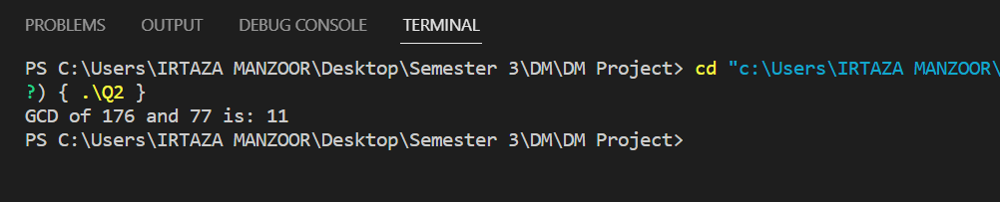 PROBLEMS OUTPUT DEBUG CONSOLE TERMINAL
PS C:\Users\IRTAZA MANZOOR\Desktop\Semester 3\DM\DM Project> cd "c:\Users\IRTAZA MANZOOR\
?) { .\Q2 }
GCD of 176 and 77 is: 11
PS C:\Users\IRTAZA MANZOOR\Desktop\Semester 3\DM\DM Project>